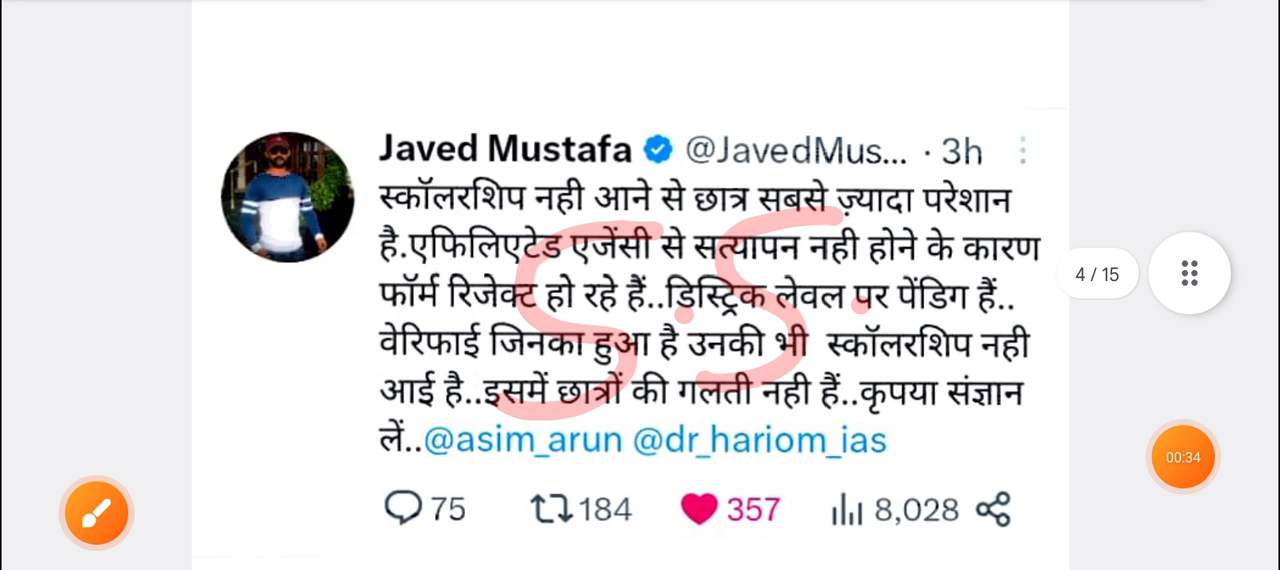 Javed Mustafa @JavedMus... · 3h
स्कॉलरशिप नही आने से छात्र सबसे ज़्यादा परेशान
है.एफिलिएटेड एजेंसी से सत्यापन नही होने के कारण
फॉर्म रिजेक्ट हो रहे हैं..डिस्ट्रिक लेवल पर पेंडिग हैं..
वेरिफाई जिनका हुआ है उनकी भी स्कॉलरशिप नही
आई है..इसमें छात्रों की गलती नही हैं..कृपया संज्ञान
लें..@asim_arun @dr_hariom_ias
75 184 357 8,028
S.S.
4 / 15
00:34